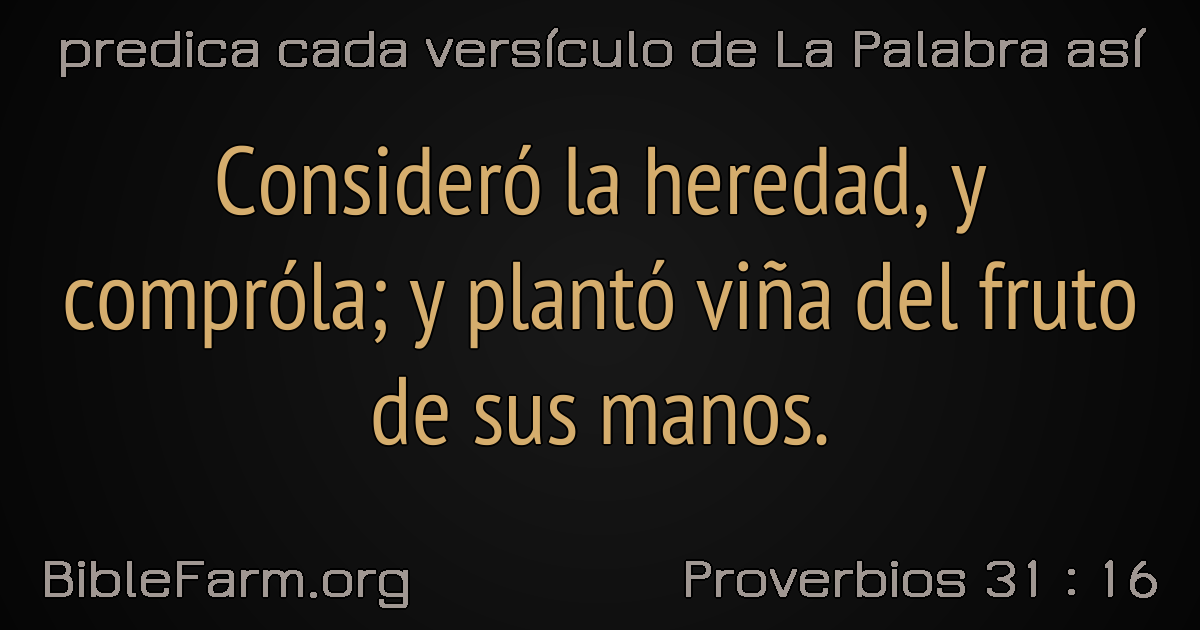 predica cada versículo de La Palabra así
Consideró la heredad, y
compróla; y plantó viña del fruto
de sus manos.
BibleFarm.org
Proverbios 31 : 16